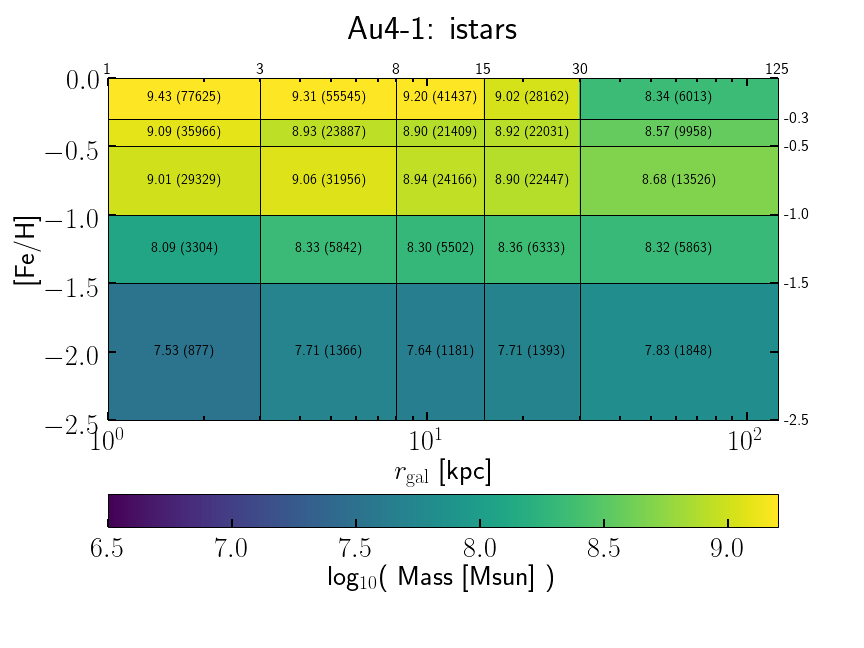 Au4-1: istars
1 3 8 15 30 125
0.0 9.43 (77625) 9.31 (55545) 9.20 (41437) 9.02 (28162) 8.34 (6013)
-0.3
9.09 (35966) 8.93 (23887) 8.90 (21409) 8.92 (22031) 8.57 (9958)
−0.5 -0.5
9.01 (29329) 9.06 (31956) 8.94 (24166) 8.90 (22447) 8.68 (13526)
−1.0 -1.0
[Fe/H]
8.09 (3304) 8.33 (5842) 8.30 (5502) 8.36 (6333) 8.32 (5863)
−1.5 -1.5
−2.0 7.53 (877) 7.71 (1366) 7.64 (1181) 7.71 (1393) 7.83 (1848)
−2.5 -2.5
10⁰ 10¹ 10²
r_gal [kpc]
6.5 7.0 7.5 8.0 8.5 9.0
log₁₀( Mass [Msun] )